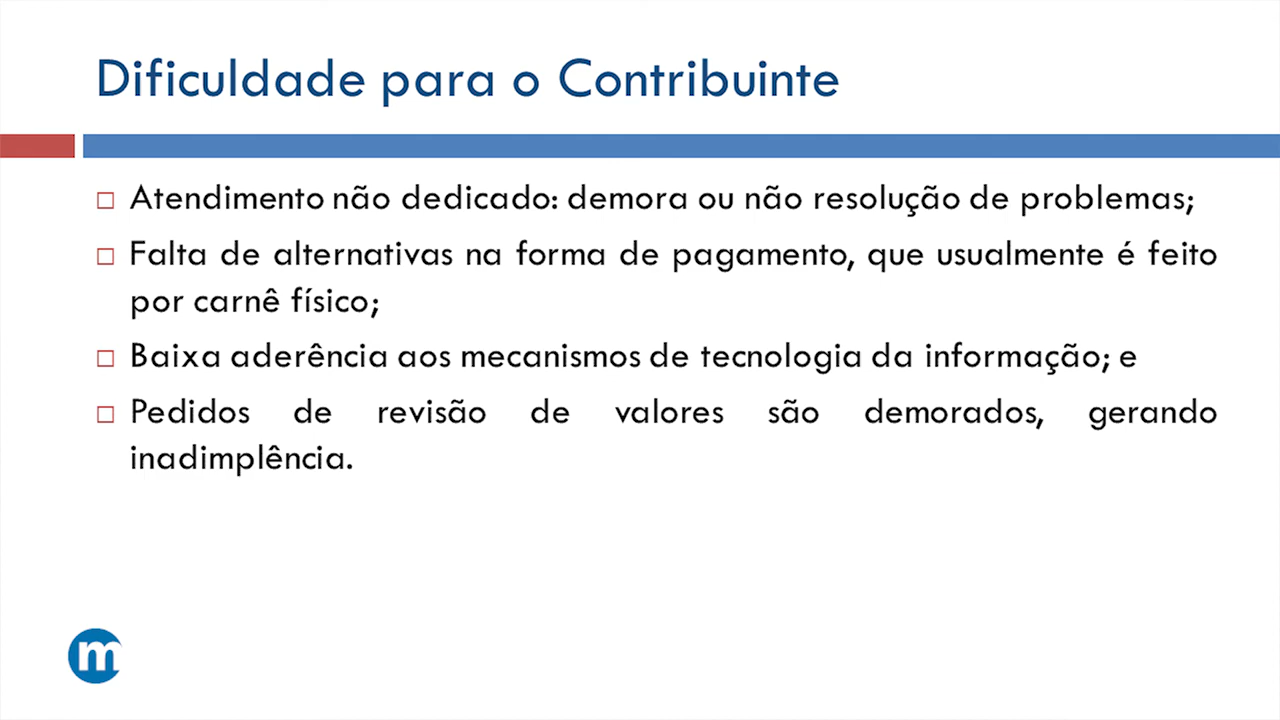 Dificuldade para o Contribuinte
Atendimento não dedicado: demora ou não resolução de problemas;
Falta de alternativas na forma de pagamento, que usualmente é feito
por carnê físico;
Baixa aderência aos mecanismos de tecnologia da informação; e
Pedidos de revisão de valores são demorados, gerando
inadimplência.
m